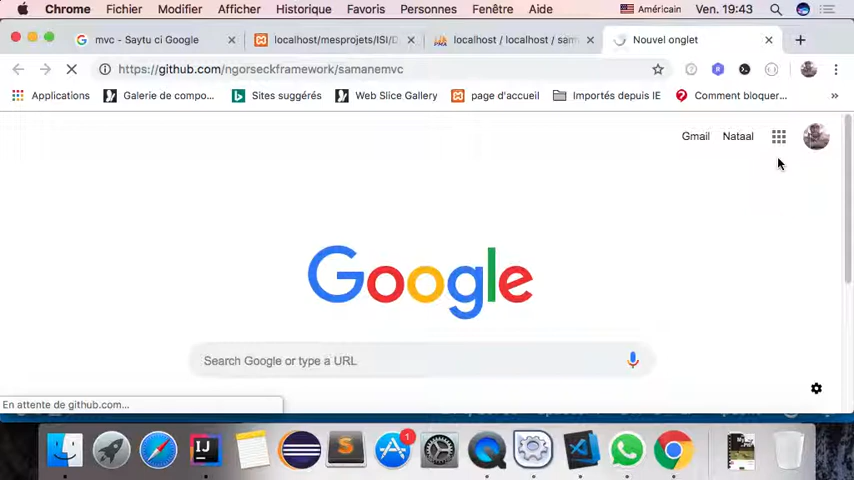 Chrome Fichier Modifier Afficher Historique Favoris Personnes Fenêtre Aide Américain Ven. 19:43
mvc - Saytu ci Google localhost/mesprojets/ISI/D localhost / localhost / sam Nouvel onglet
https://github.com/ngorseckframework/samanemvc
Applications Galerie de compo... Sites suggérés Web Slice Gallery page d'accueil Importés depuis IE Comment bloquer... »
Gmail Nataal
Google
Search Google or type a URL
En attente de github.com...
1